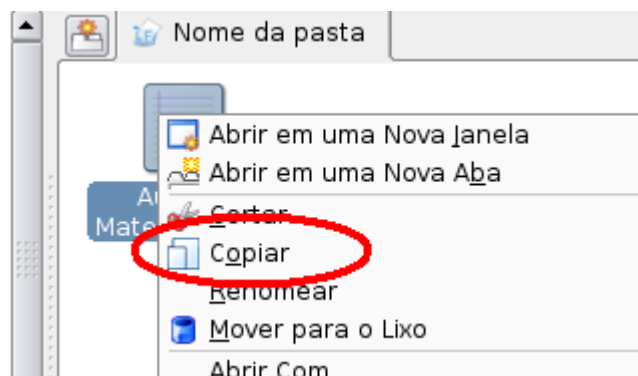 Nome da pasta
Abrir em uma Nova Janela
Abrir em uma Nova Aba
Cortar
Copiar
Renomear
Mover para o Lixo
Abrir Com